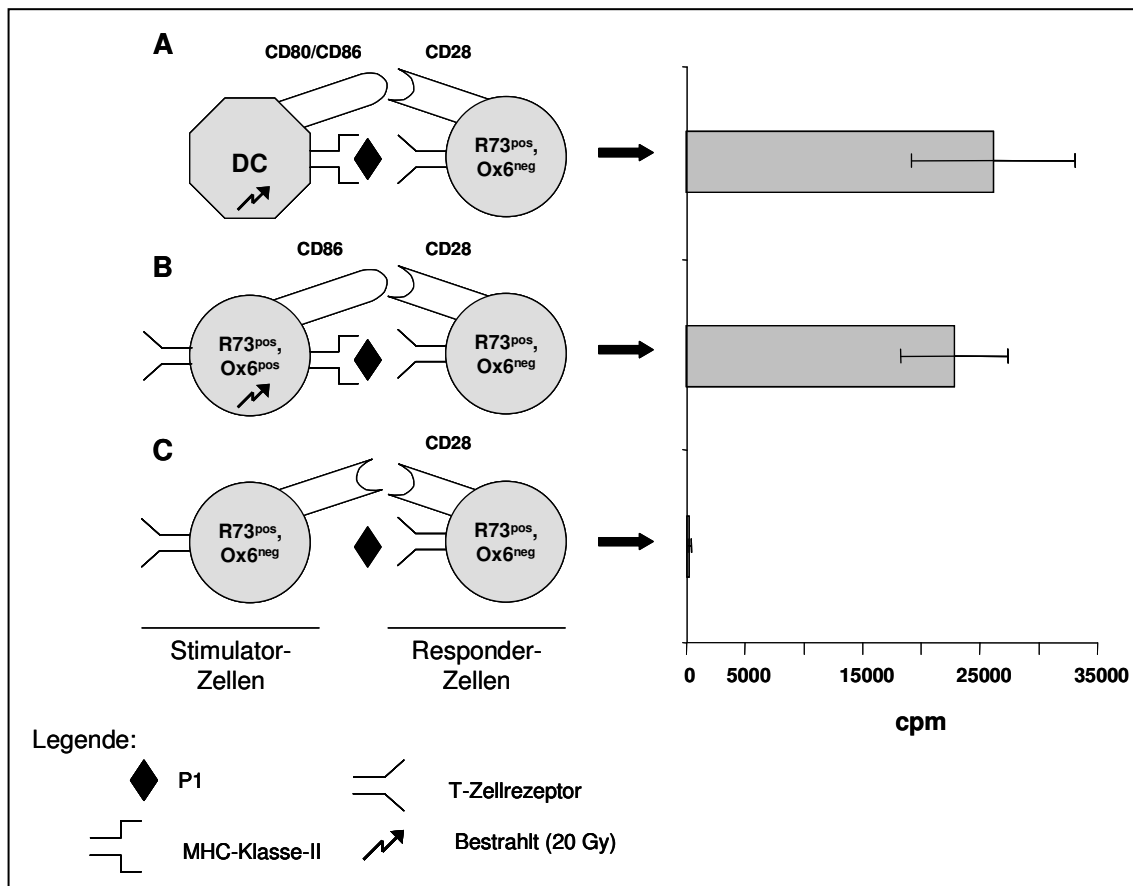 A
CD80/CD86 CD28
DC
R73pos,
Ox6neg
B
CD86 CD28
R73pos,
Ox6pos
R73pos,
Ox6neg
C
CD28
R73pos,
Ox6neg
R73pos,
Ox6neg
Stimulator-
Zellen
Responder-
Zellen
0 5000 15000 25000 35000
cpm
Legende:
P1
T-Zellrezeptor
MHC-Klasse-II
Bestrahlt (20 Gy)